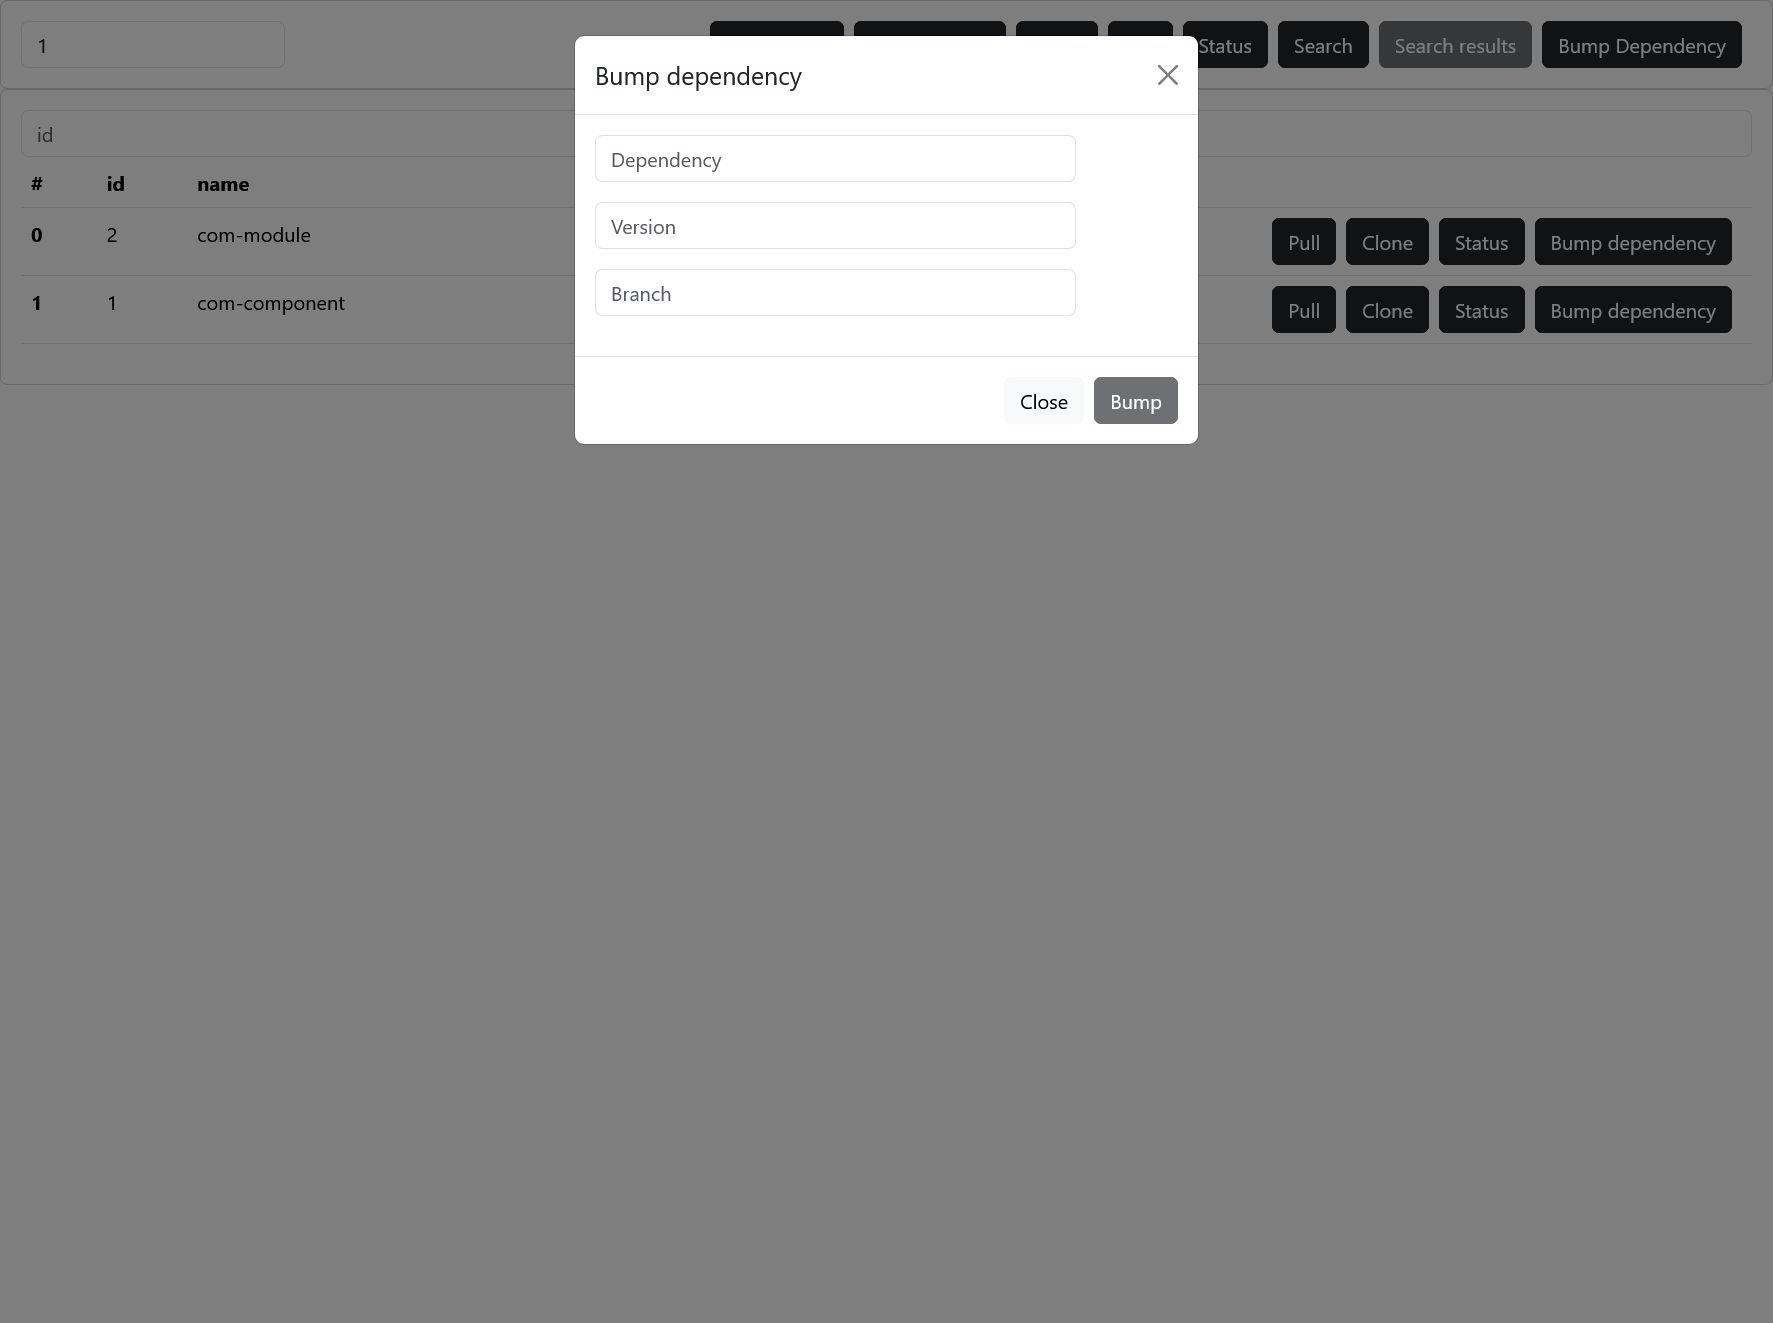 1
Status Search Search results Bump Dependency
Bump dependency
id
Dependency
# id name
Version
0 2 com-module Pull Clone Status Bump dependency
Branch
1 1 com-component Pull Clone Status Bump dependency
Close Bump